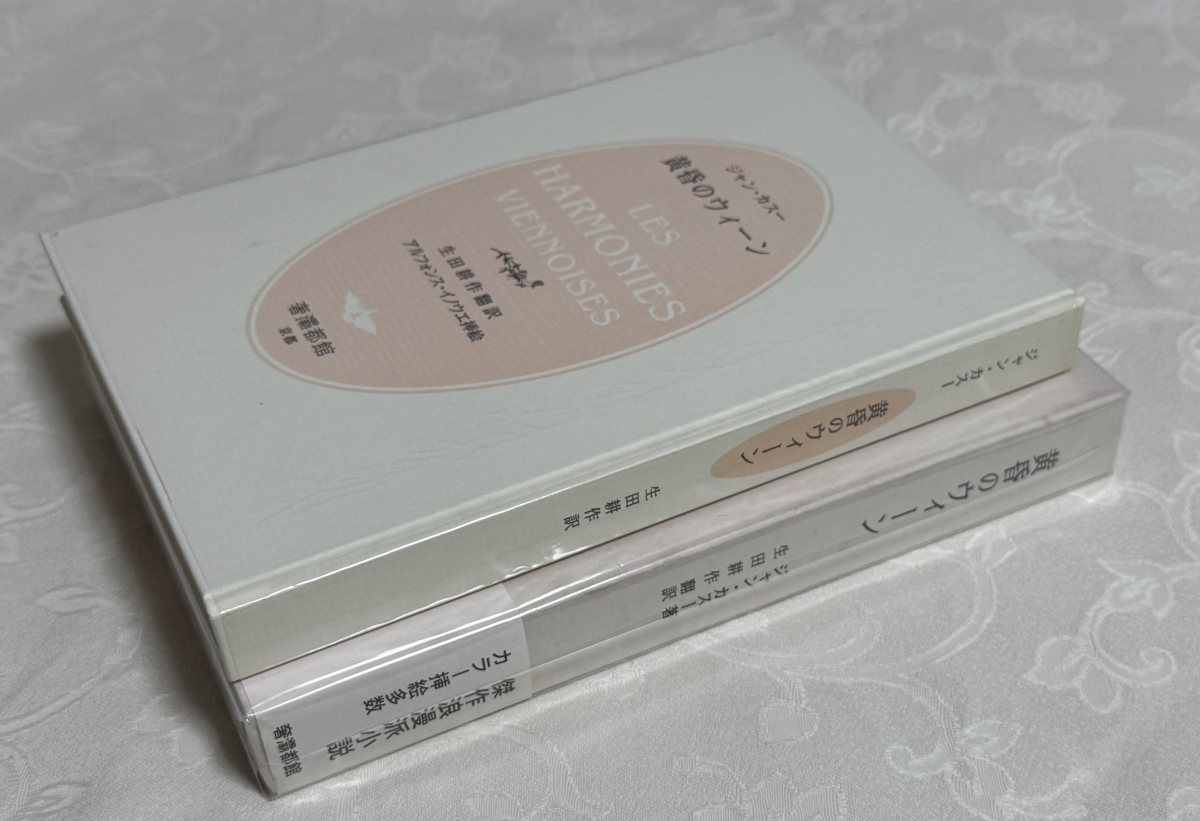 ジャン・カスー
黄昏のウィーン
LES
HARMONIES
VIENNOISES
生田耕作翻訳
アルフォンス・イノウエ挿絵
奢灞都館
京都
ジャン・カスー
黄昏のウィーン
生田耕作訳
黄昏のウィーン
ジャン・カスー著
生田耕作翻訳
傑作浪漫派小説
カラー挿絵多数
奢灞都館